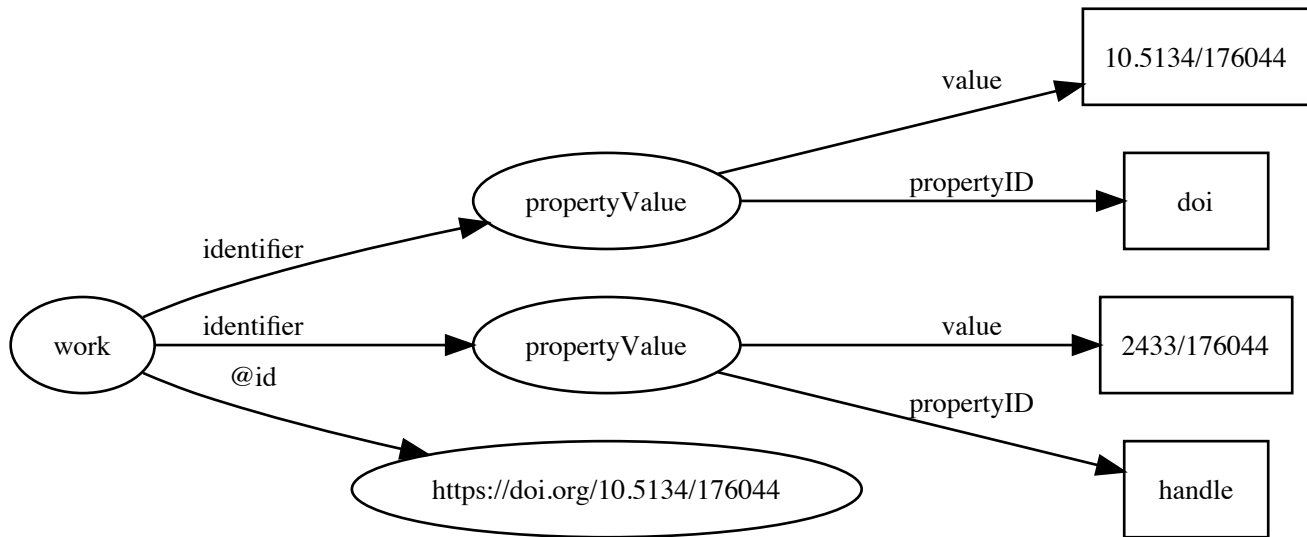 10.5134/176044
value
propertyID
propertyValue
doi
identifier
identifier
value
work
propertyValue
2433/176044
@id
propertyID
https://doi.org/10.5134/176044
handle